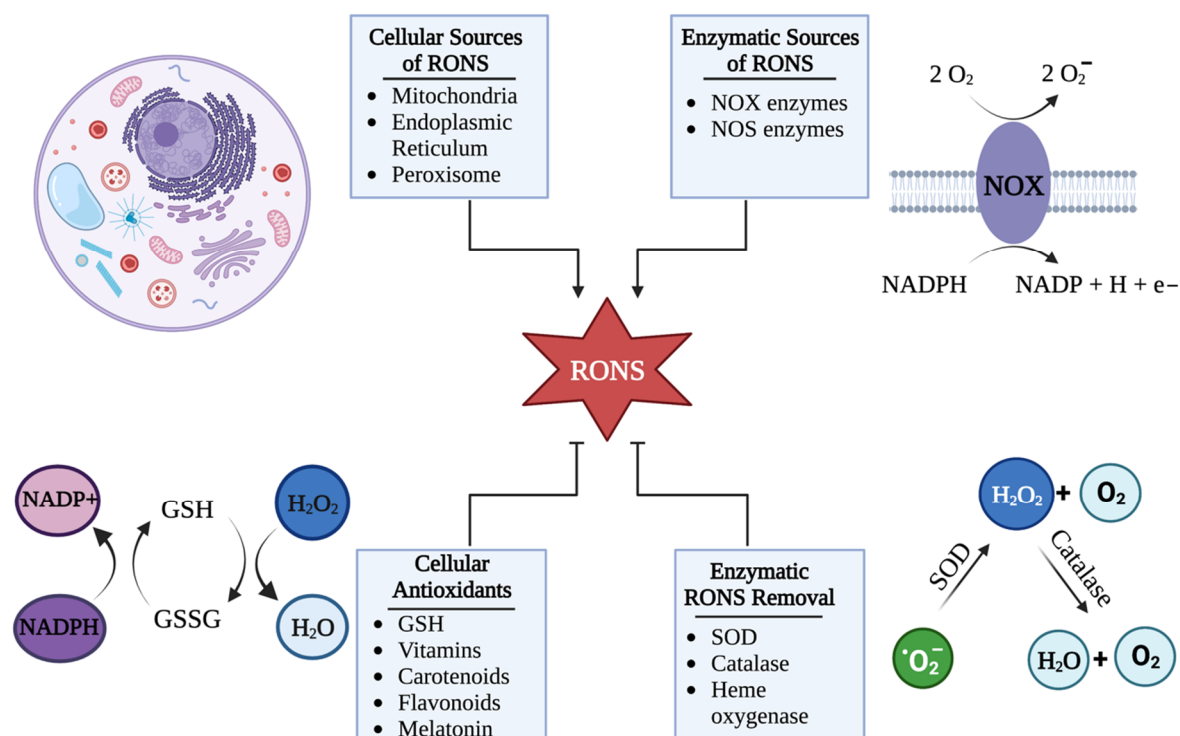 Cellular Sources
of RONS
• Mitochondria
• Endoplasmic
Reticulum
• Peroxisome
Enzymatic Sources
of RONS
• NOX enzymes
• NOS enzymes
2 O₂
2 O₂⁻
NOX
NADPH
NADP + H + e−
RONS
NADP+
NADPH
GSH
GSSG
H₂O₂
H₂O
Cellular
Antioxidants
• GSH
• Vitamins
• Carotenoids
• Flavonoids
• Melatonin
Enzymatic
RONS Removal
• SOD
• Catalase
• Heme
oxygenase
H₂O₂ + O₂
SOD
Catalase
•O₂⁻
H₂O + O₂